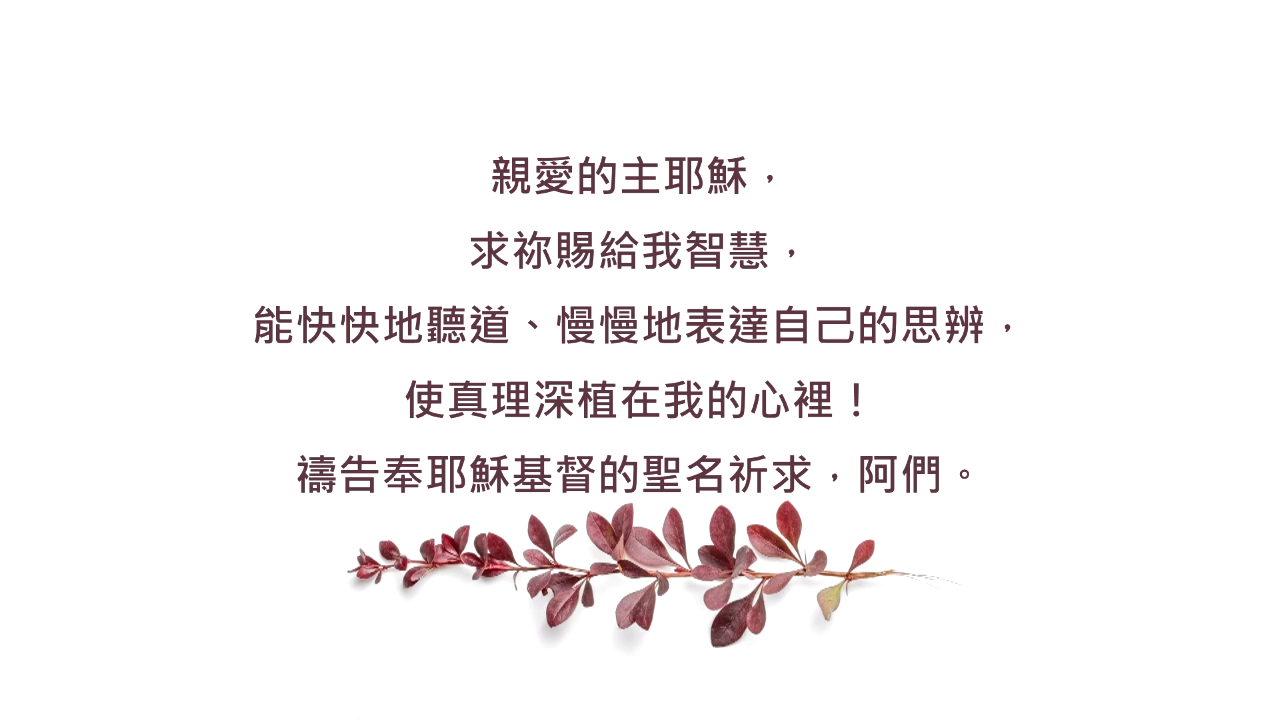 親愛的主耶穌，
求祢賜給我智慧，
能快快地聽道、慢慢地表達自己的思辨，
使真理深植在我的心裡！
禱告奉耶穌基督的聖名祈求，阿們。